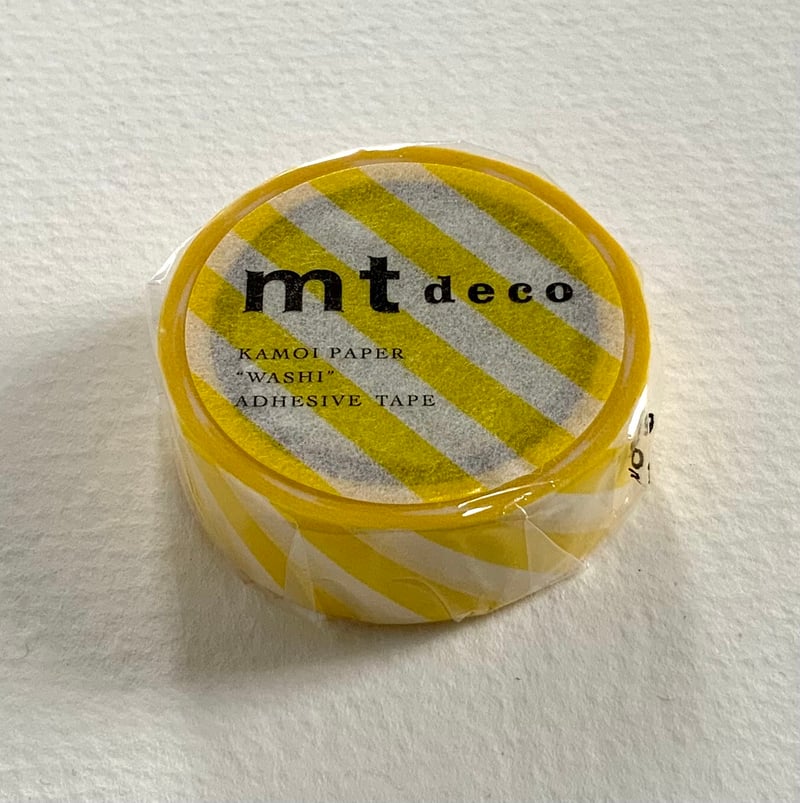 mt deco
KAMOI PAPER
“WASHI”
ADHESIVE TAPE